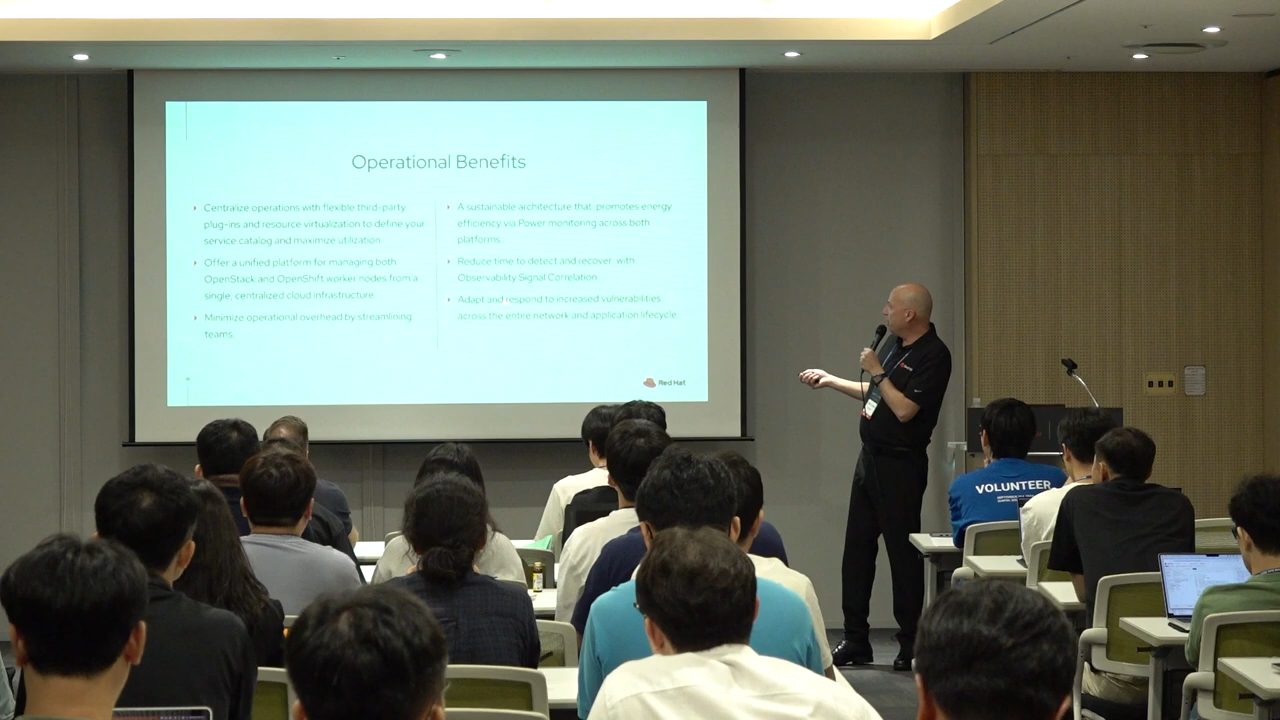 Operational Benefits
Centralize operations with flexible third-party
plug-ins and resource virtualization to define your
service catalog and maximize utilization.
Offer a unified platform for managing both
OpenStack and OpenShift worker nodes from a
single, centralized cloud infrastructure
Minimize operational overhead by streamlining
teams.
A sustainable architecture that promotes energy
efficiency via Power monitoring across both
platforms.
Reduce time to detect and recover with
Observability Signal Correlation.
Adapt and respond to increased vulnerabilities
across the entire network and application lifecycle.
Red Hat
VOLUNTEER